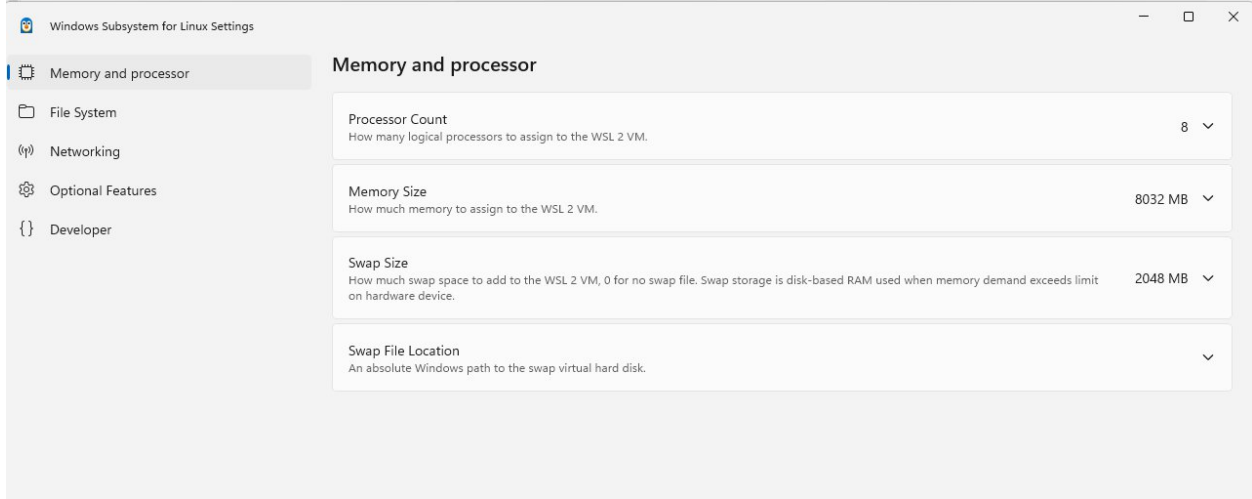 Windows Subsystem for Linux Settings
Memory and processor
File System
Networking
Optional Features
Developer
Memory and processor
Processor Count
How many logical processors to assign to the WSL 2 VM.
8
Memory Size
How much memory to assign to the WSL 2 VM.
8032 MB
Swap Size
How much swap space to add to the WSL 2 VM, 0 for no swap file. Swap storage is disk-based RAM used when memory demand exceeds limit
on hardware device.
2048 MB
Swap File Location
An absolute Windows path to the swap virtual hard disk.